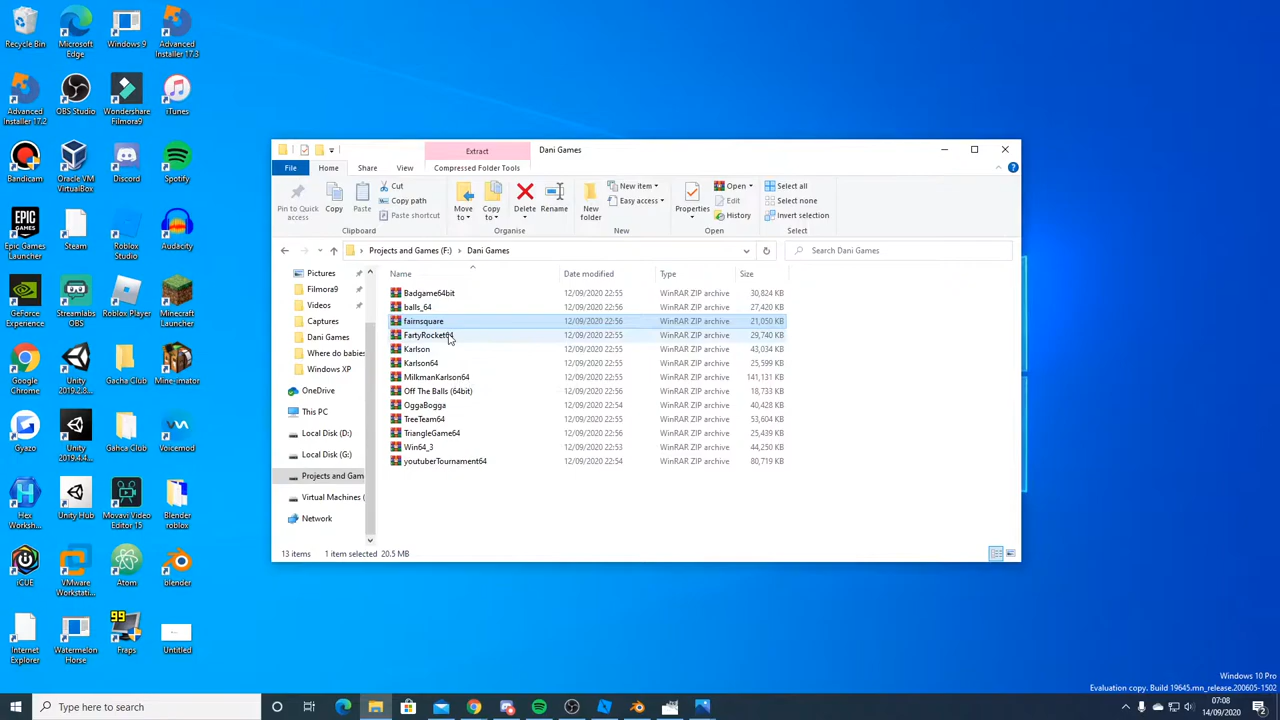 Recycle Bin
Microsoft Edge
Windows 9
Advanced Installer 17.3
Advanced Installer 17.2
OBS Studio
Wondershare Filmora9
iTunes
Bandicam
Oracle VM VirtualBox
Discord
Spotify
Epic Games Launcher
Steam
Roblox Studio
Audacity
GeForce Experience
Streamlabs OBS
Roblox Player
Minecraft Launcher
Google Chrome
Unity 2019.2.8...
Gacha Club
Mine-imator
Gyazo
Unity 2019.4.4...
Gahca Club
Voicemod
Hex Worksh...
Unity Hub
Movavi Video Editor 15
Blender roblox
iCUE
VMware Workstati...
Atom
blender
Internet Explorer
Watermelon Horse
99
Fraps
Untitled
Extract
Dani Games
File
Home
Share
View
Compressed Folder Tools
Pin to Quick access
Copy
Paste
Cut
Copy path
Paste shortcut
Clipboard
Move to
Copy to
Delete
Rename
Organise
New folder
New item
Easy access
New
Properties
Open
Edit
History
Open
Select all
Select none
Invert selection
Select
Projects and Games (F:) > Dani Games
Search Dani Games
Pictures
Filmora9
Videos
Captures
Dani Games
Where do babies
Windows XP
OneDrive
This PC
Local Disk (D:)
Local Disk (G:)
Projects and Gam
Virtual Machines (
Network
Name Date modified Type Size
Badgame64bit 12/09/2020 22:55 WinRAR ZIP archive 30,824 KB
balls_64 12/09/2020 22:56 WinRAR ZIP archive 27,420 KB
fairnsquare 12/09/2020 22:56 WinRAR ZIP archive 21,050 KB
FartyRocket64 12/09/2020 22:55 WinRAR ZIP archive 29,740 KB
Karlson 12/09/2020 22:55 WinRAR ZIP archive 43,034 KB
Karlson64 12/09/2020 22:55 WinRAR ZIP archive 25,599 KB
MilkmanKarlson64 12/09/2020 22:55 WinRAR ZIP archive 141,131 KB
Off The Balls (64bit) 12/09/2020 22:56 WinRAR ZIP archive 18,733 KB
OggaBogga 12/09/2020 22:54 WinRAR ZIP archive 40,428 KB
TreeTeam64 12/09/2020 22:55 WinRAR ZIP archive 53,604 KB
TriangleGame64 12/09/2020 22:56 WinRAR ZIP archive 25,439 KB
Win64_3 12/09/2020 22:53 WinRAR ZIP archive 44,250 KB
youtuberTournament64 12/09/2020 22:54 WinRAR ZIP archive 80,719 KB
13 items 1 item selected 20.5 MB
Windows 10 Pro
Evaluation copy. Build 19645.mn_release.200605-1502
Type here to search
07:08
14/09/2020
2